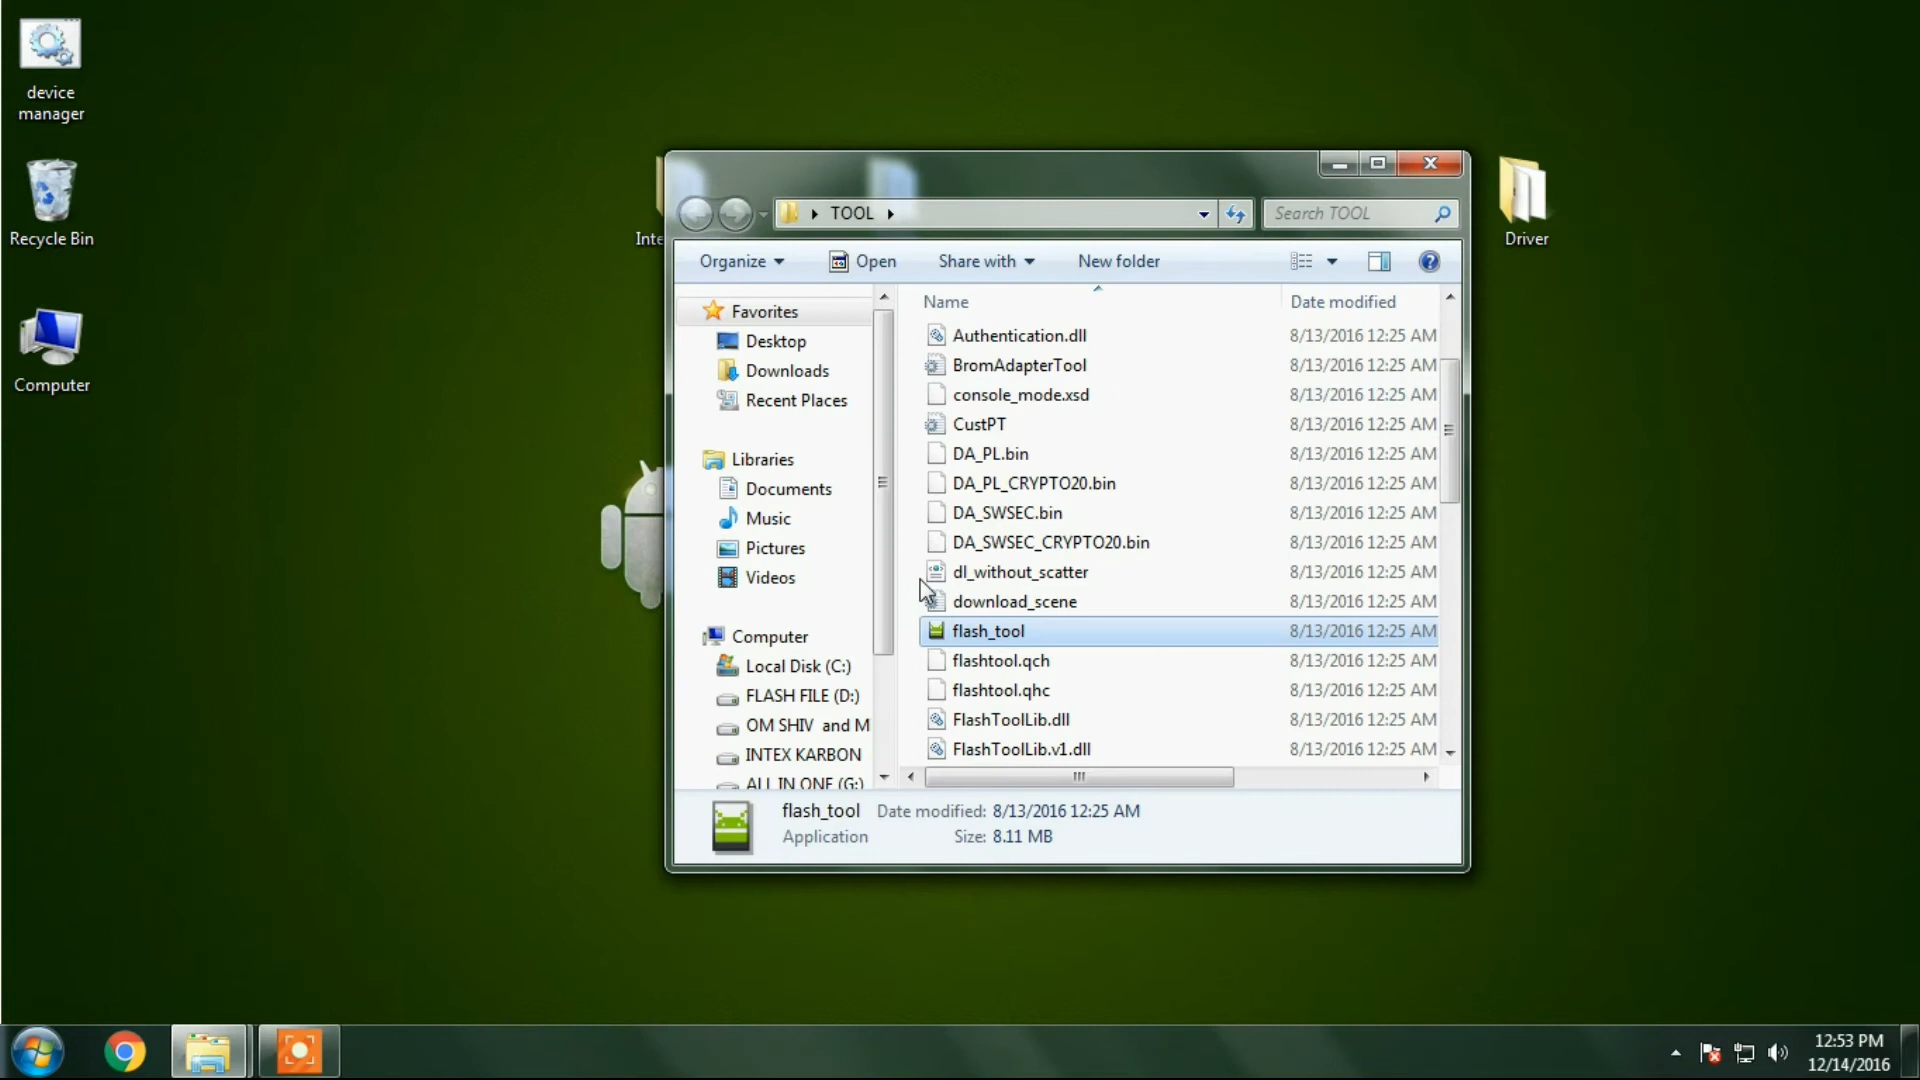 device
manager
Recycle Bin
Computer
Inte
Driver
TOOL
Search TOOL
Organize
Open
Share with
New folder
Name
Date modified
Favorites
Desktop
Downloads
Recent Places
Libraries
Documents
Music
Pictures
Videos
Computer
Local Disk (C:)
FLASH FILE (D:)
OM SHIV and M
INTEX KARBON
ALL IN ONE (G:)
Authentication.dll 8/13/2016 12:25 AM
BromAdapterTool 8/13/2016 12:25 AM
console_mode.xsd 8/13/2016 12:25 AM
CustPT 8/13/2016 12:25 AM
DA_PL.bin 8/13/2016 12:25 AM
DA_PL_CRYPTO20.bin 8/13/2016 12:25 AM
DA_SWSEC.bin 8/13/2016 12:25 AM
DA_SWSEC_CRYPTO20.bin 8/13/2016 12:25 AM
dl_without_scatter 8/13/2016 12:25 AM
download_scene 8/13/2016 12:25 AM
flash_tool 8/13/2016 12:25 AM
flashtool.qch 8/13/2016 12:25 AM
flashtool.qhc 8/13/2016 12:25 AM
FlashToolLib.dll 8/13/2016 12:25 AM
FlashToolLib.v1.dll 8/13/2016 12:25 AM
flash_tool Date modified: 8/13/2016 12:25 AM
Application Size: 8.11 MB
12:53 PM
12/14/2016